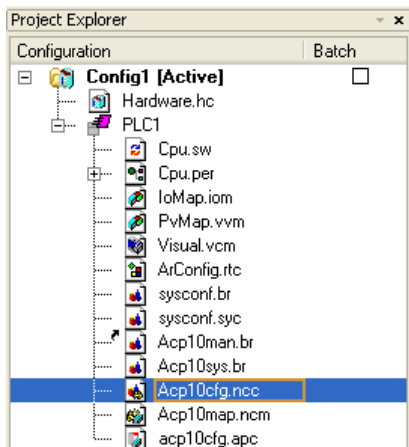 Project Explorer
Configuration Batch
Config1 [Active]
Hardware.hc
PLC1
Cpu.sw
Cpu.per
IoMap.iom
PvMap.vvm
Visual.vcm
ArConfig.rtc
sysconf.br
sysconf.syc
Acp10man.br
Acp10sys.br
Acp10cfg.ncc
Acp10map.ncm
acp10cfg.apc